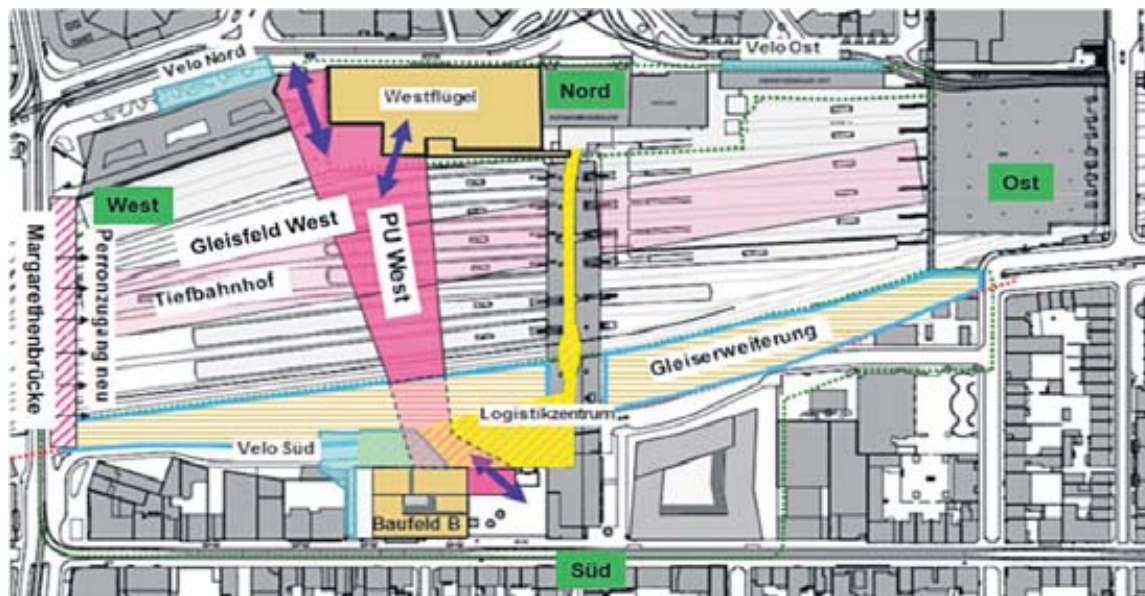 Velo Nord
Velo Ost
Westflügel
Nord
West
Ost
Gleisfeld West
PU West
Margarethenbrücke
Perronzugang neu
Tiefbahnhof
Gleiserweiterung
Logistikzentrum
Velo Süd
Baufeld B
Süd